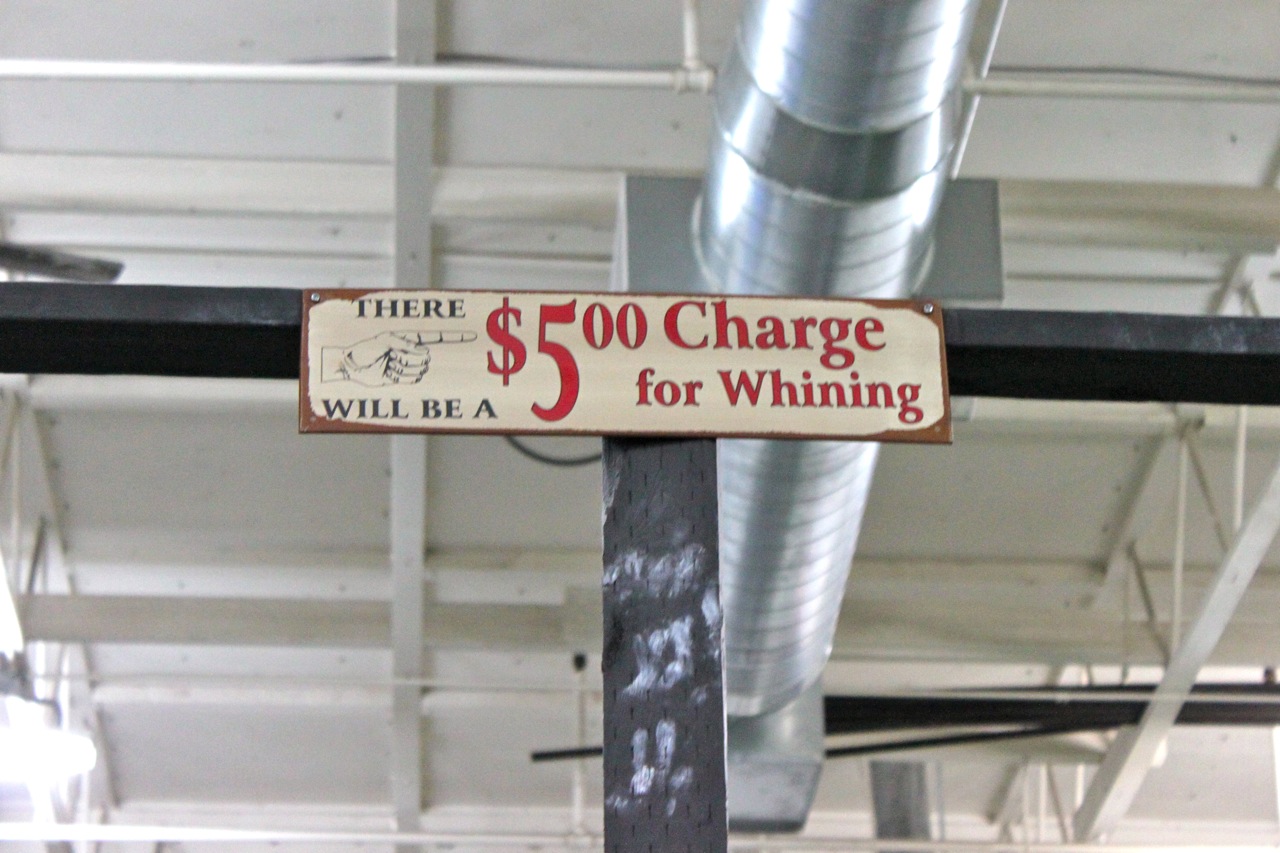 THERE
WILL BE A
$500 Charge
for Whining